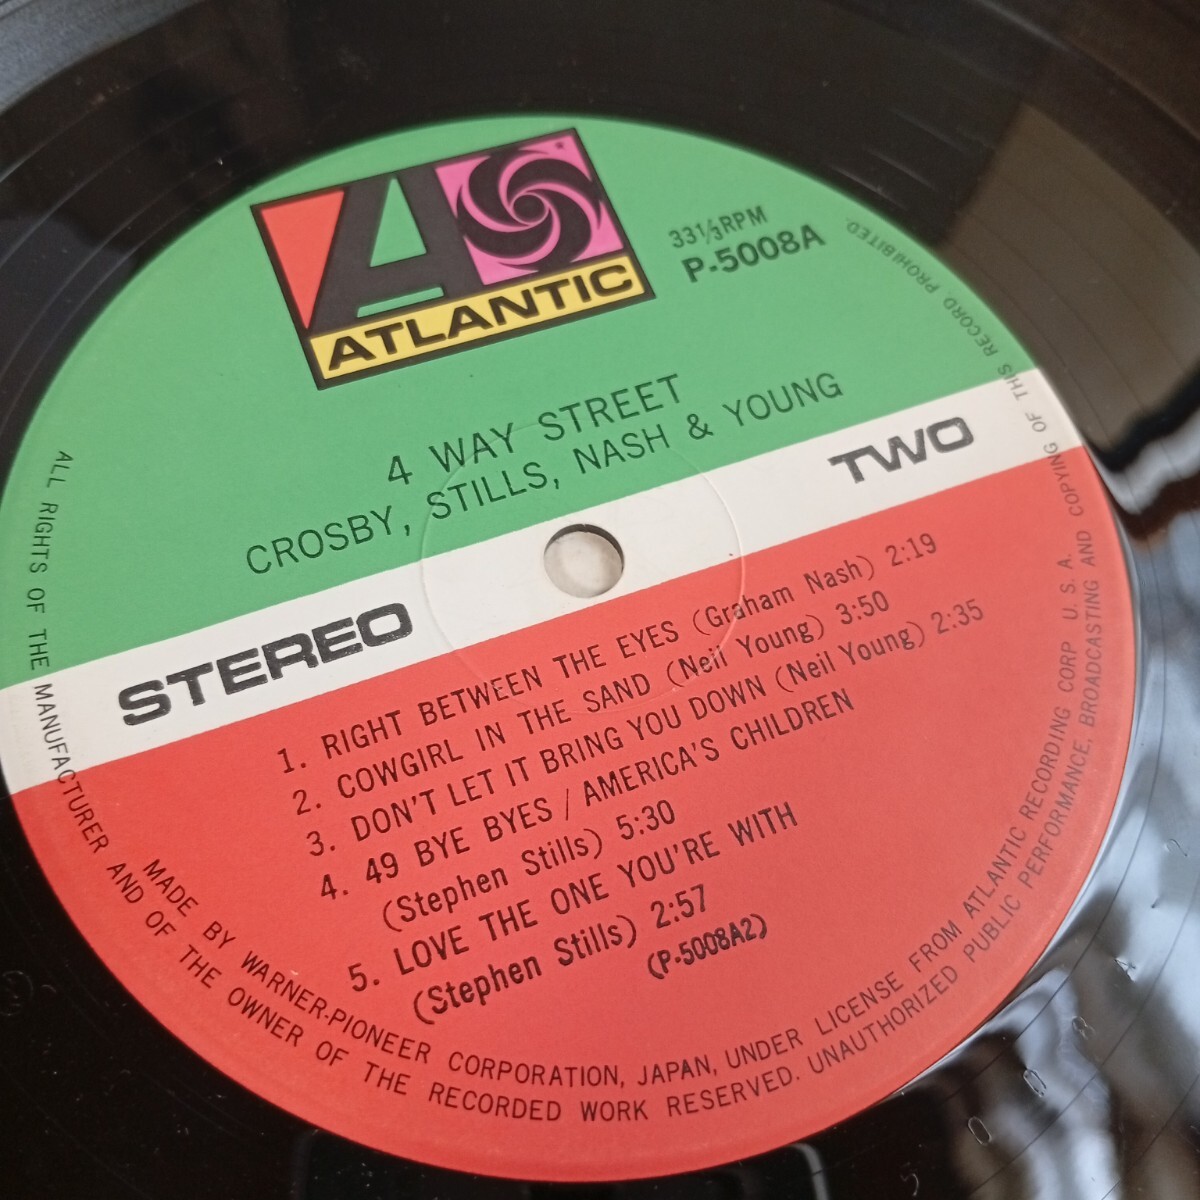 ATLANTIC
33 1/3 RPM
P-5008A
4 WAY STREET
CROSBY, STILLS, NASH & YOUNG
STEREO
TWO
1. RIGHT BETWEEN THE EYES (Graham Nash) 2:19
2. COWGIRL IN THE SAND (Neil Young) 3:50
3. DON'T LET IT BRING YOU DOWN (Neil Young) 2:35
4. 49 BYE BYES / AMERICA'S CHILDREN
(Stephen Stills) 5:30
5. LOVE THE ONE YOU'RE WITH
(Stephen Stills) 2:57
(P-5008A2)
MADE BY WARNER-PIONEER CORPORATION, JAPAN, UNDER LICENSE FROM ATLANTIC RECORDING CORP U. S. A.
ALL RIGHTS OF THE MANUFACTURER AND OF THE OWNER OF THE RECORDED WORK RESERVED. UNAUTHORIZED PUBLIC PERFORMANCE, BROADCASTING AND COPYING OF THIS RECORD PROHIBITED.